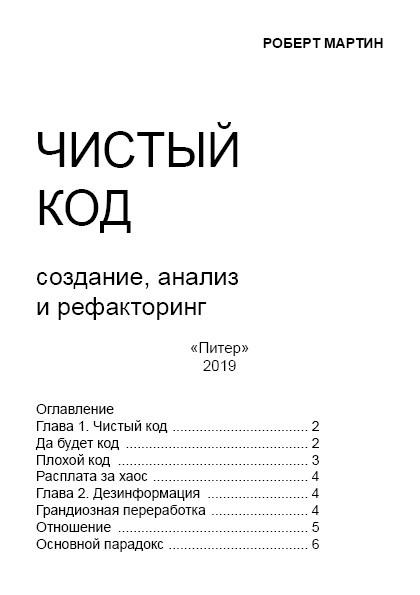 РОБЕРТ МАРТИН
ЧИСТЫЙ
КОД
создание, анализ
и рефакторинг
«Питер»
2019
Оглавление
Глава 1. Чистый код .................................... 2
Да будет код ................................................ 2
Плохой код .................................................. 3
Расплата за хаос ......................................... 4
Глава 2. Дезинформация ........................... 4
Грандиозная переработка ......................... 4
Отношение .................................................. 5
Основной парадокс ..................................... 6